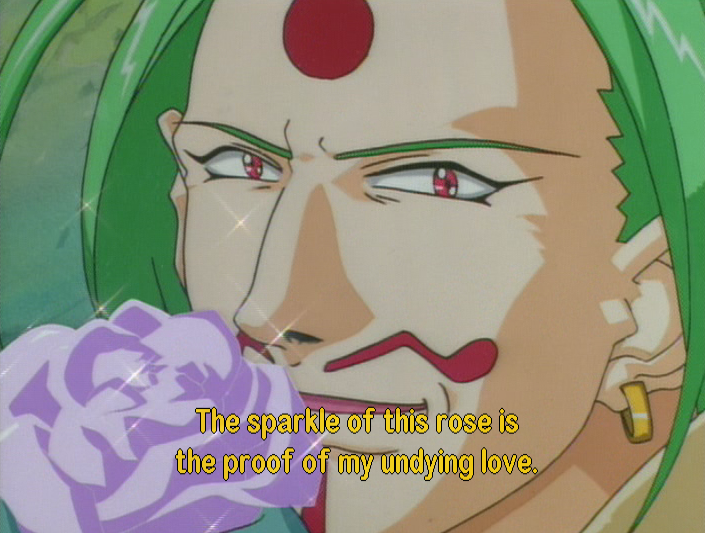 The sparkle of this rose is
the proof of my undying love.